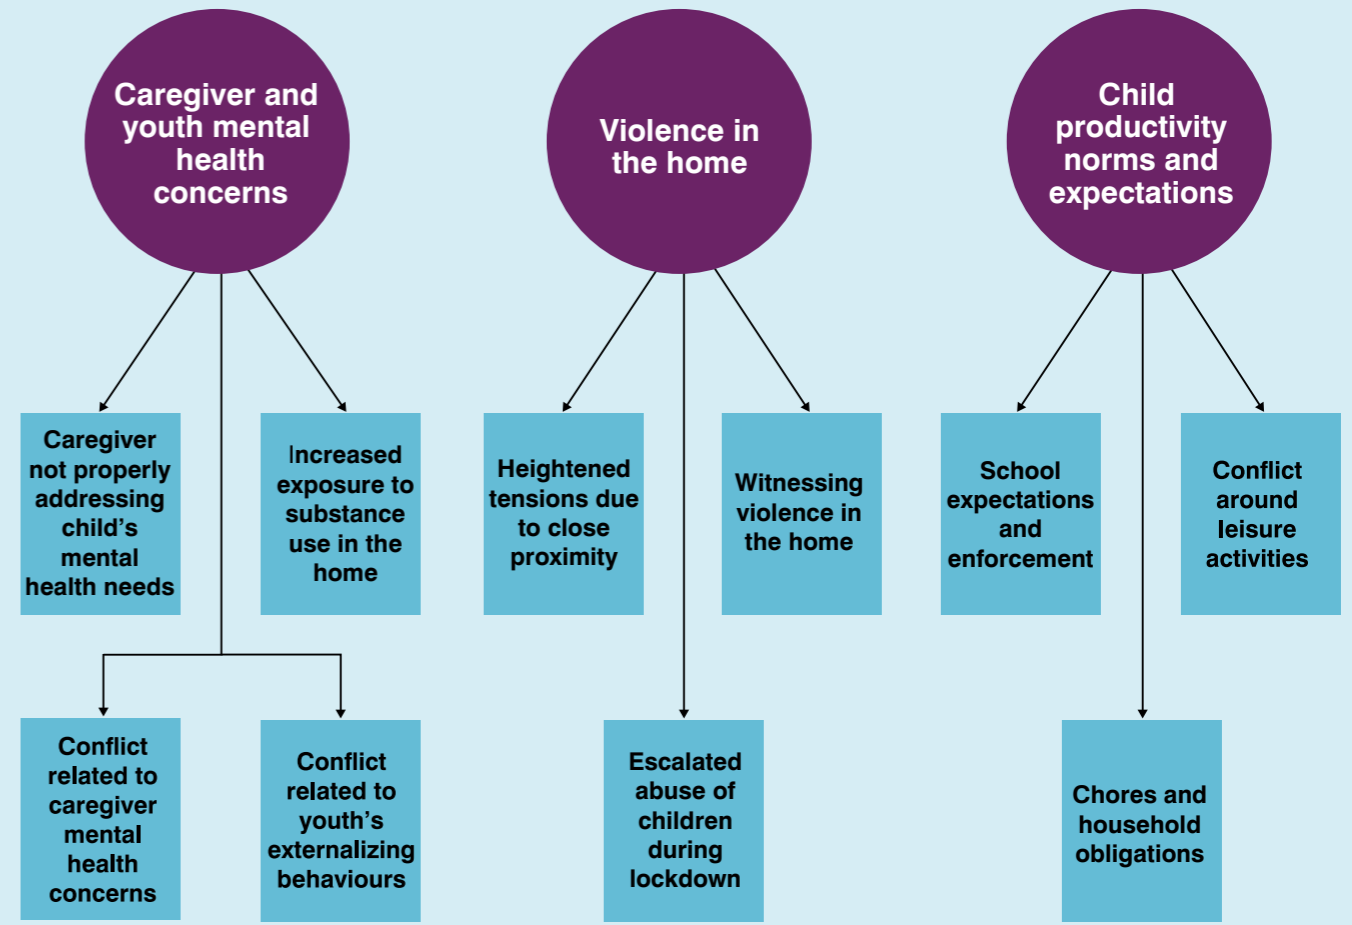 Caregiver and
youth mental
health
concerns
Violence in
the home
Child
productivity
norms and
expectations
Caregiver
not properly
addressing
child’s
mental
health needs
Increased
exposure to
substance
use in the
home
Heightened
tensions due
to close
proximity
Witnessing
violence in
the home
School
expectations
and
enforcement
Conflict
around
leisure
activities
Conflict
related to
caregiver
mental
health
concerns
Conflict
related to
youth’s
externalizing
behaviours
Escalated
abuse of
children
during
lockdown
Chores and
household
obligations